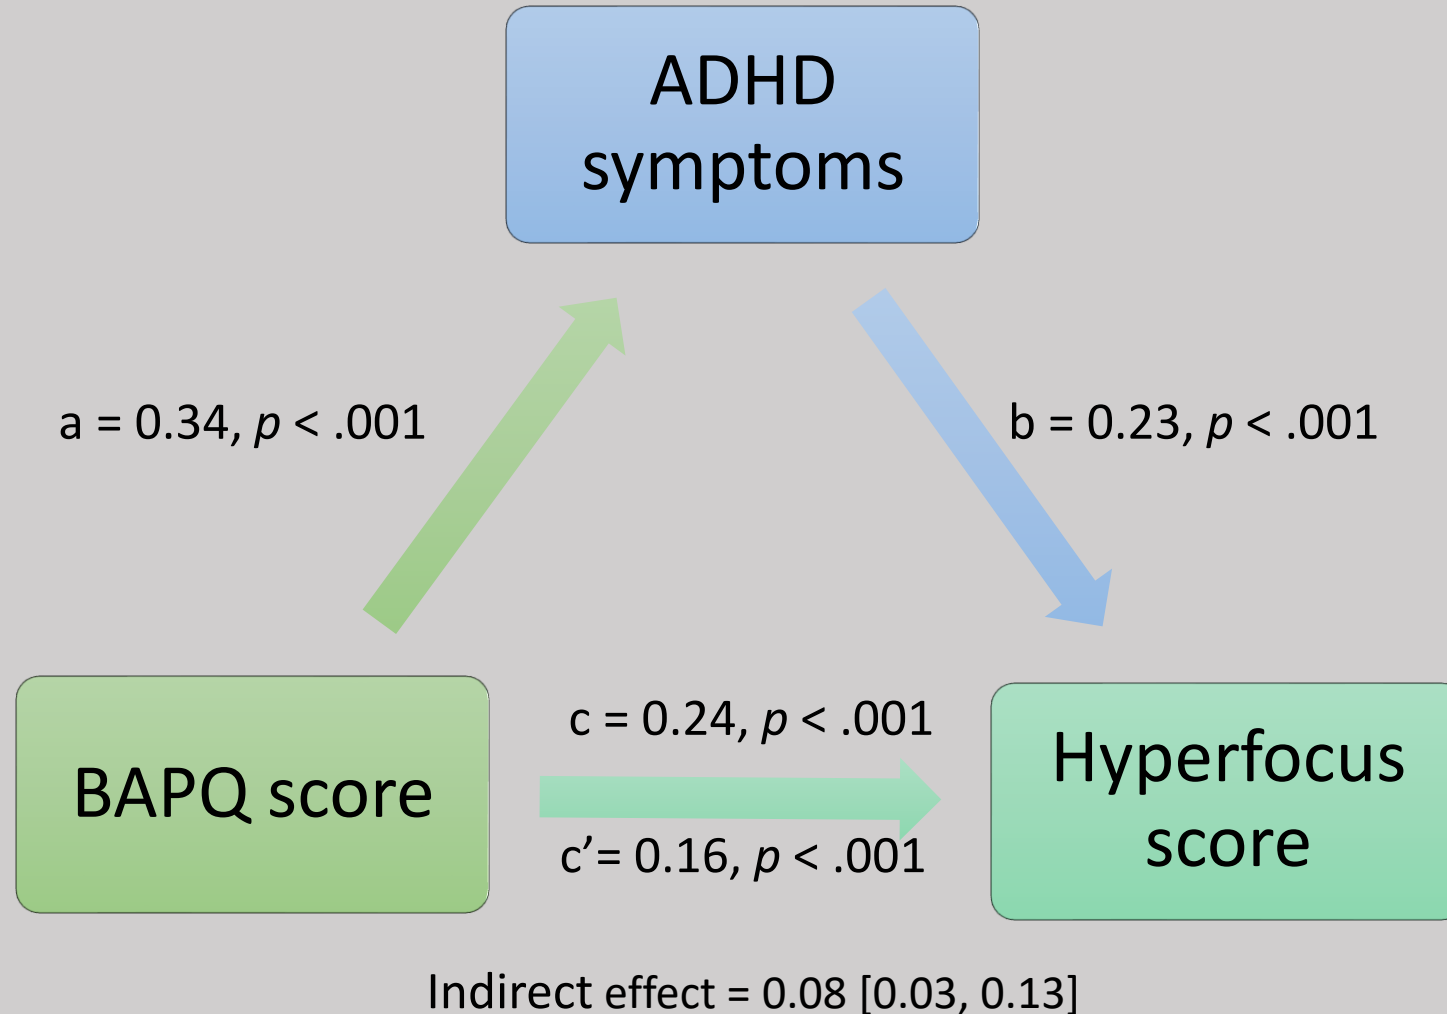 ADHD
symptoms
a = 0.34, p < .001
b = 0.23, p < .001
c = 0.24, p < .001
BAPQ score
Hyperfocus
score
c’= 0.16, p < .001
Indirect effect = 0.08 [0.03, 0.13]